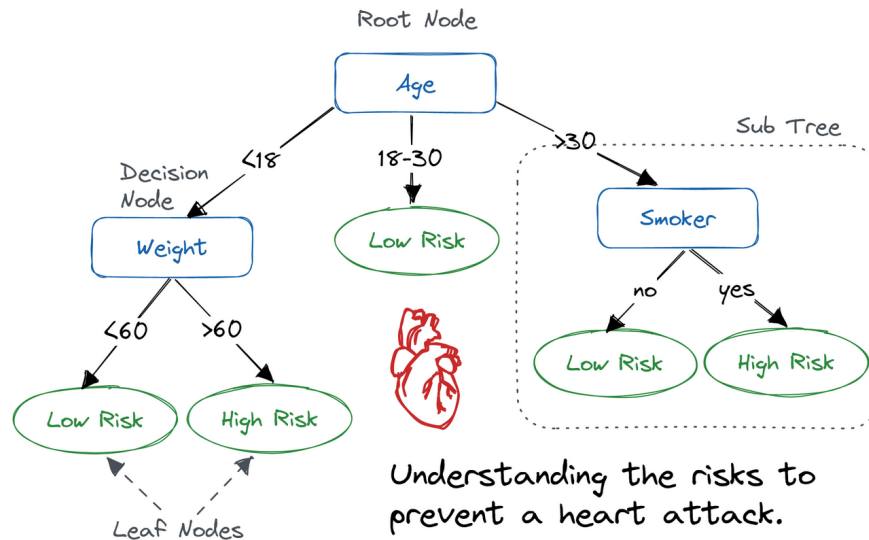 Root Node
Age
Sub Tree
<18
18-30
>30
Decision
Node
Weight
Low Risk
Smoker
<60
>60
no
yes
Low Risk
High Risk
Low Risk
High Risk
Leaf Nodes
Understanding the risks to
prevent a heart attack.